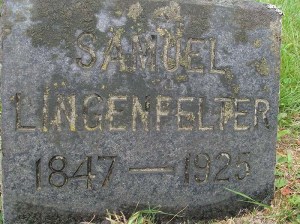 SAMUEL
LINGENFELTER
1847 — 1925